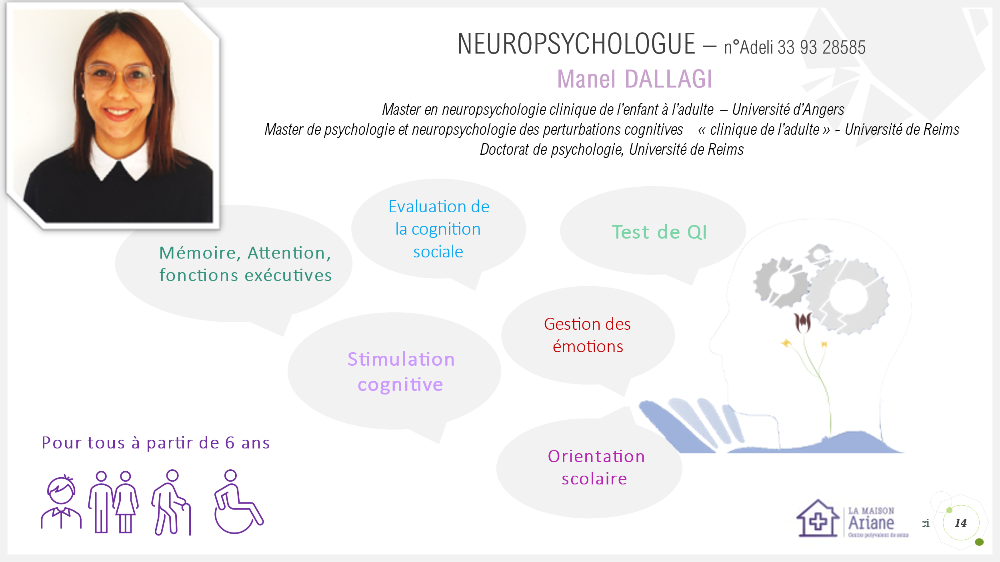 NEUROPSYCHOLOGUE – n°Adeli 33 93 28585
Manel DALLAGI
Master en neuropsychologie clinique de l’enfant à l’adulte – Université d’Angers
Master de psychologie et neuropsychologie des perturbations cognitives « clinique de l’adulte » - Université de Reims
Doctorat de psychologie, Université de Reims
Evaluation de
la cognition
sociale
Test de QI
Mémoire, Attention,
fonctions exécutives
Gestion des
émotions
Stimulation
cognitive
Pour tous à partir de 6 ans
Orientation
scolaire
LA MAISON
Ariane
Centre polyvalent de soins
ci
14